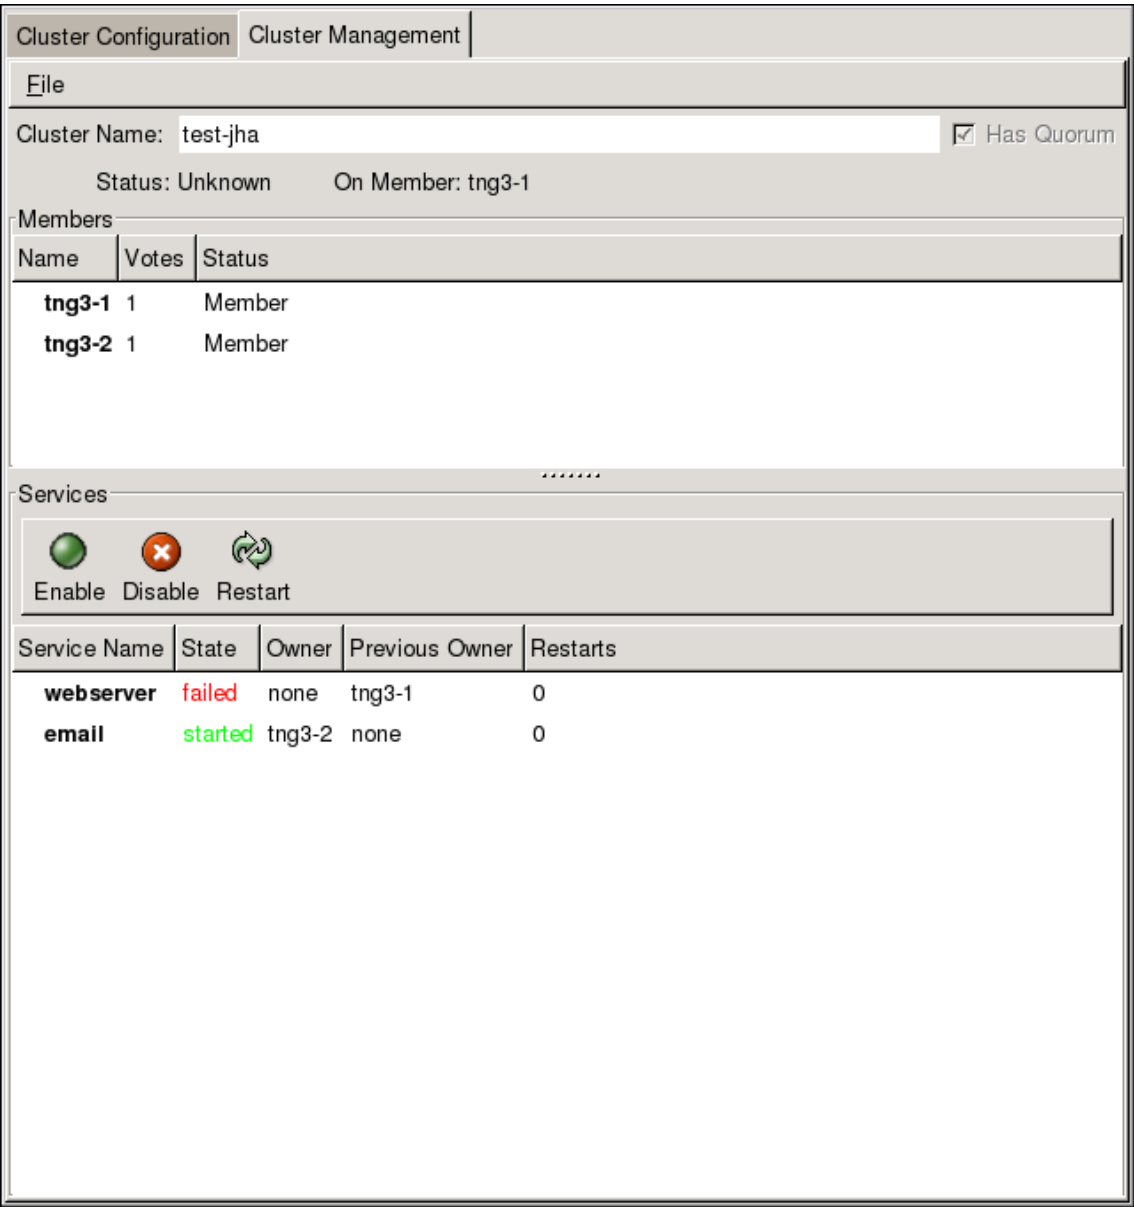 Cluster Configuration Cluster Management
File
Cluster Name: test-jha Has Quorum
Status: Unknown On Member: tng3-1
Members
Name Votes Status
tng3-1 1 Member
tng3-2 1 Member
Services
Enable Disable Restart
Service Name State Owner Previous Owner Restarts
webserver failed none tng3-1 0
email started tng3-2 none 0